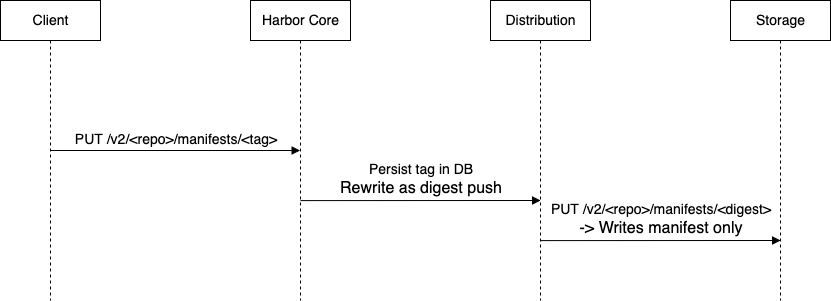 Client
Harbor Core
Distribution
Storage
PUT /v2/<repo>/manifests/<tag>
Persist tag in DB
Rewrite as digest push
PUT /v2/<repo>/manifests/<digest>
-> Writes manifest only